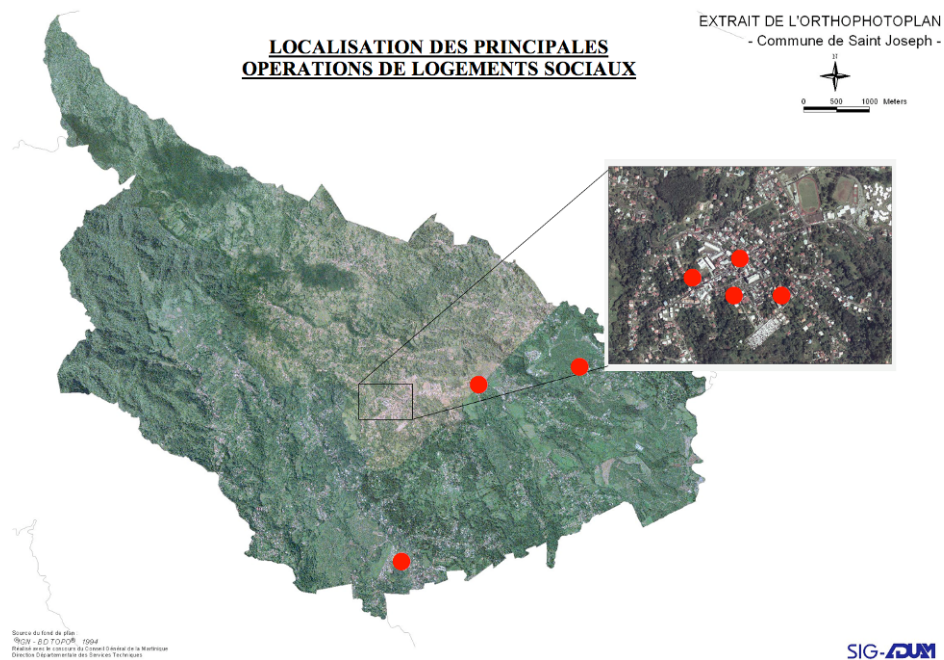 LOCALISATION DES PRINCIPALES
OPERATIONS DE LOGEMENTS SOCIAUX
EXTRAIT DE L'ORTHOPHOTOPLAN
- Commune de Saint Joseph -
N
0 500 1000 Meters
Source du fond de plan
©IGN - BD TOPO®, 1994
Réalisé avec le concours du Conseil Général de la Martinique
Direction Départementale des Services Techniques
SIG-ADUAM